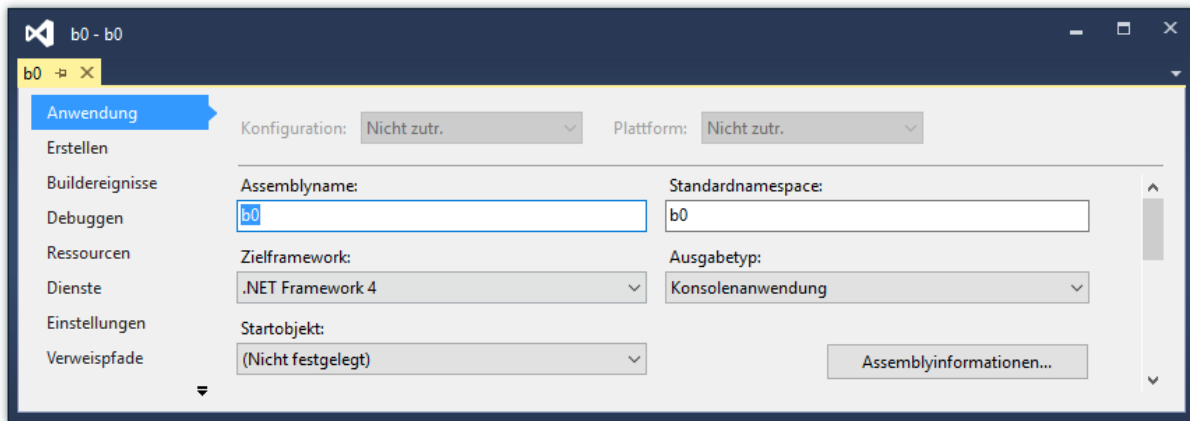 b0 - b0
b0
Anwendung
Erstellen
Buildereignisse
Debuggen
Ressourcen
Dienste
Einstellungen
Verweispfade
Konfiguration: Nicht zutr. Plattform: Nicht zutr.
Assemblyname: Standardnamespace:
b0 b0
Zielframework: Ausgabetyp:
.NET Framework 4 Konsolenanwendung
Startobjekt:
(Nicht festgelegt) Assemblyinformationen...